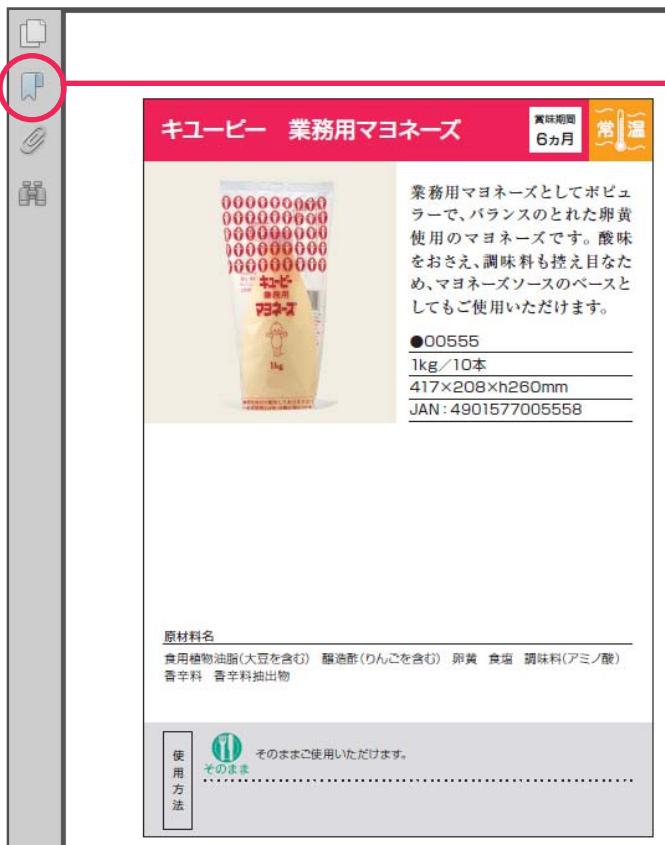 キユーピー 業務用マヨネーズ
賞味期間
6ヵ月
常温
業務用マヨネーズとしてポピュ
ラーで、バランスのとれた卵黄
使用のマヨネーズです。酸味
をおさえ、調味料も控え目なた
め、マヨネーズソースのベースと
してもご使用いただけます。
●00555
1kg／10本
417×208×h260mm
JAN：4901577005558
キユーピー
業務用
マヨネーズ
1kg
原材料名
食用植物油脂(大豆を含む) 醸造酢(りんごを含む) 卵黄 食塩 調味料(アミノ酸)
香辛料 香辛料抽出物
使用方法
そのまま
そのままご使用いただけます。